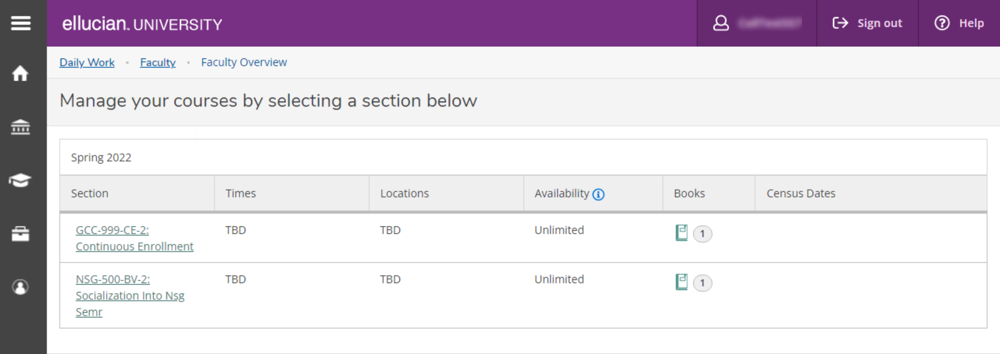 ellucian. UNIVERSITY
Sign out
Help
Daily Work • Faculty • Faculty Overview
Manage your courses by selecting a section below
Spring 2022
Section Times Locations Availability Books Census Dates
GCC-999-CE-2: TBD TBD Unlimited 1
Continuous Enrollment
NSG-500-BV-2: TBD TBD Unlimited 1
Socialization Into Nsg
Semr